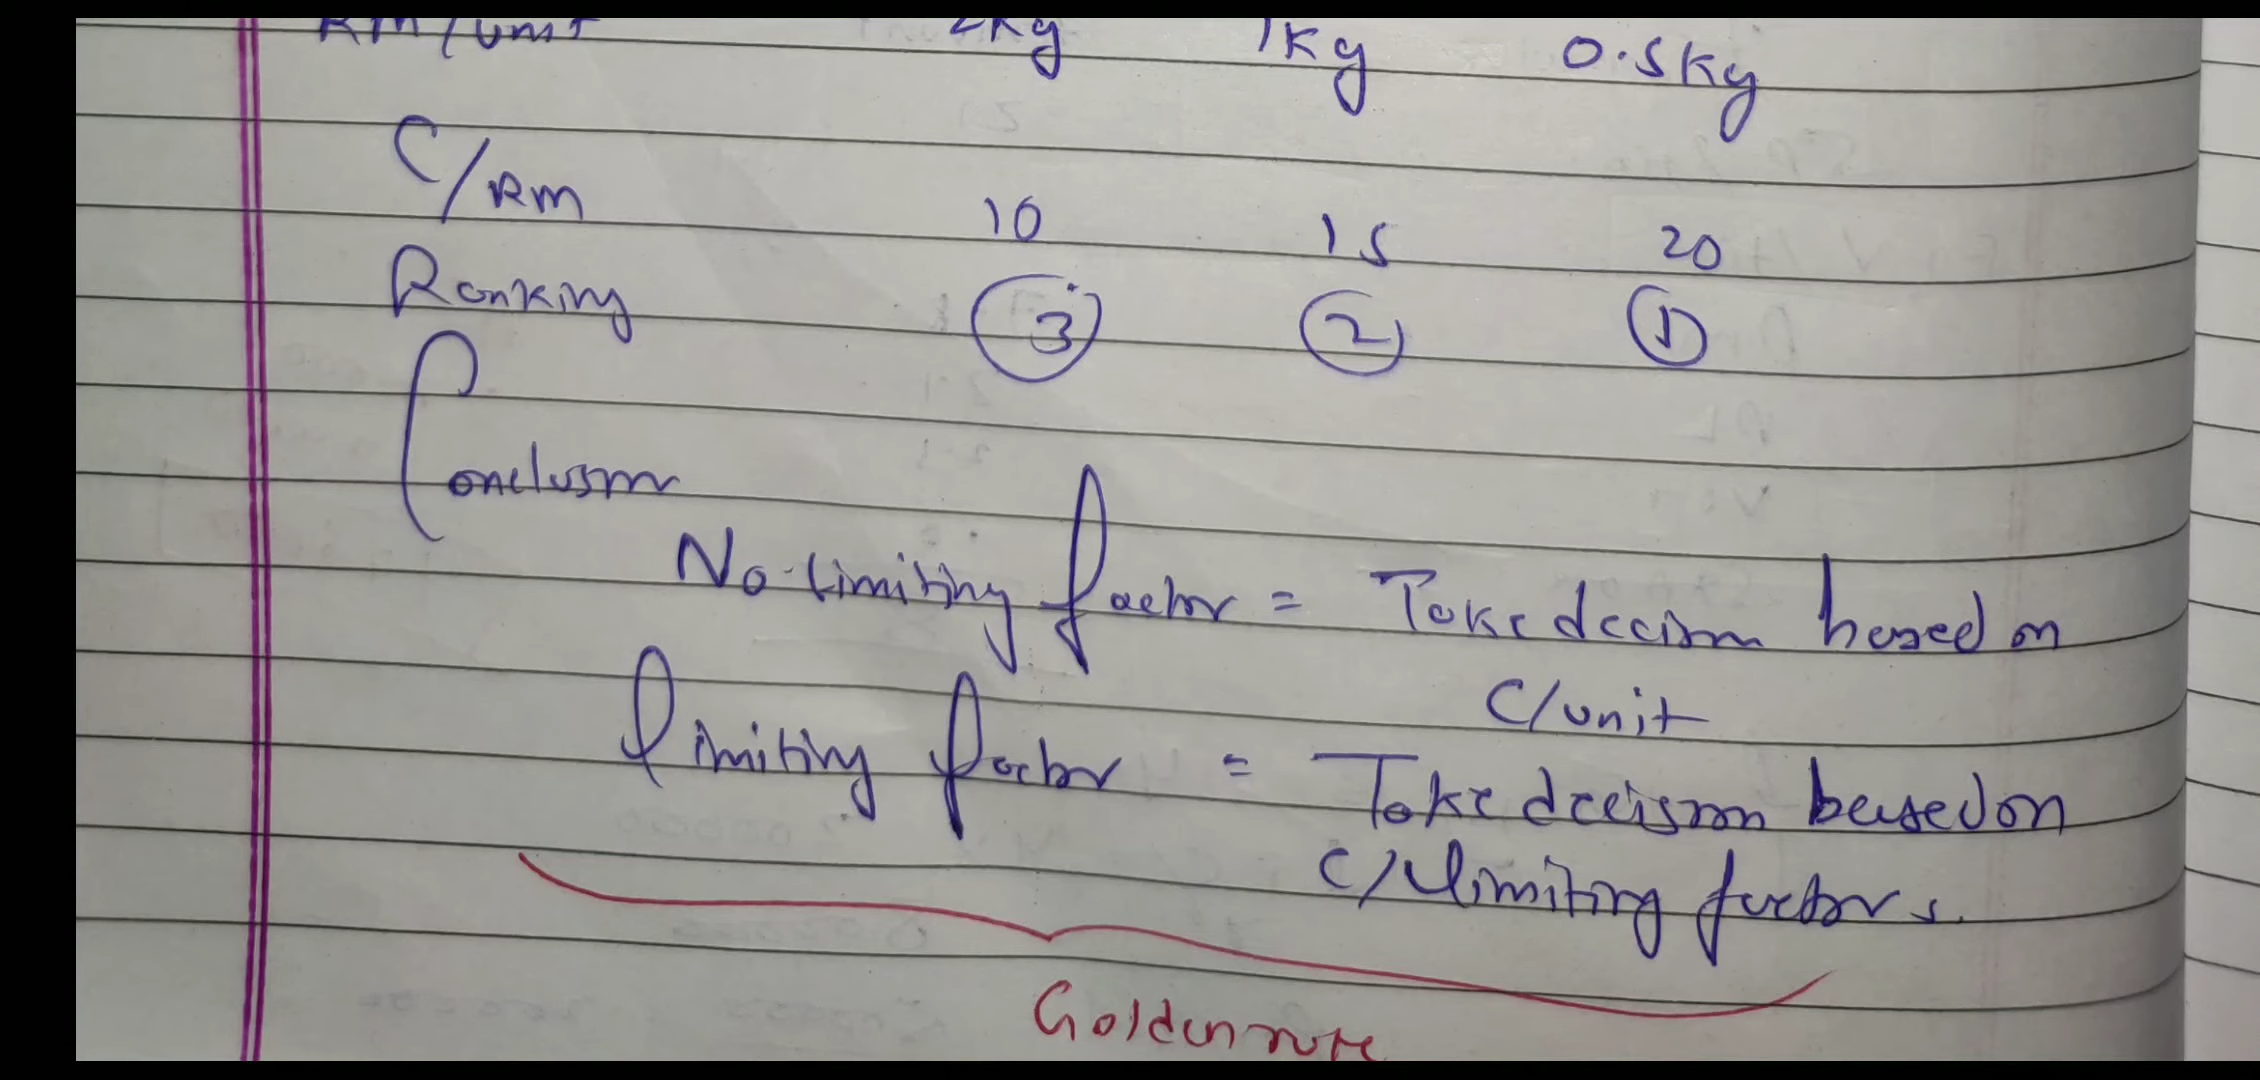 RM/unit 2kg 1kg 0.5kg
C/RM 10 15 20
Ranking 3 2 1
Conclusion
No limiting factor = Take decision based on
C/unit
limiting factor = Take decision based on
C/limiting factors.
Golden rule